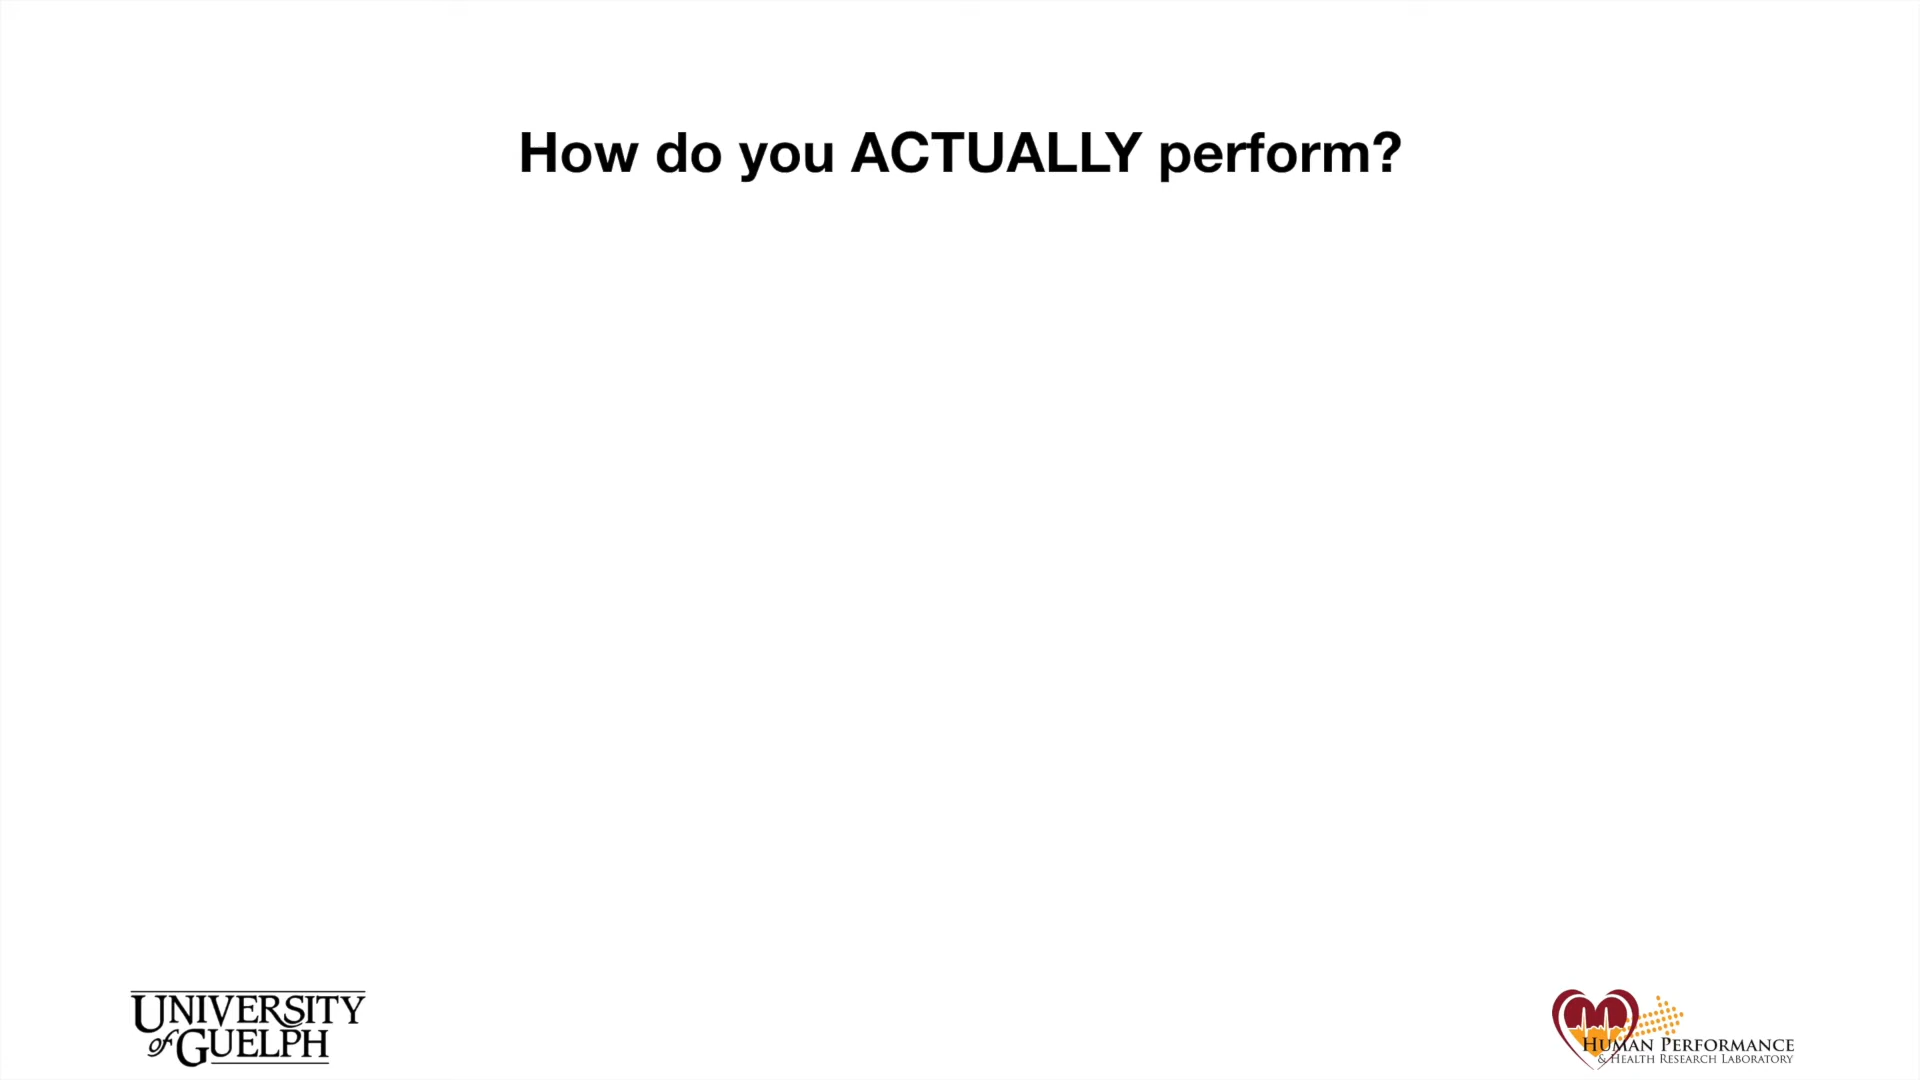 How do you ACTUALLY perform?
UNIVERSITY
of GUELPH
HUMAN PERFORMANCE
& HEALTH RESEARCH LABORATORY